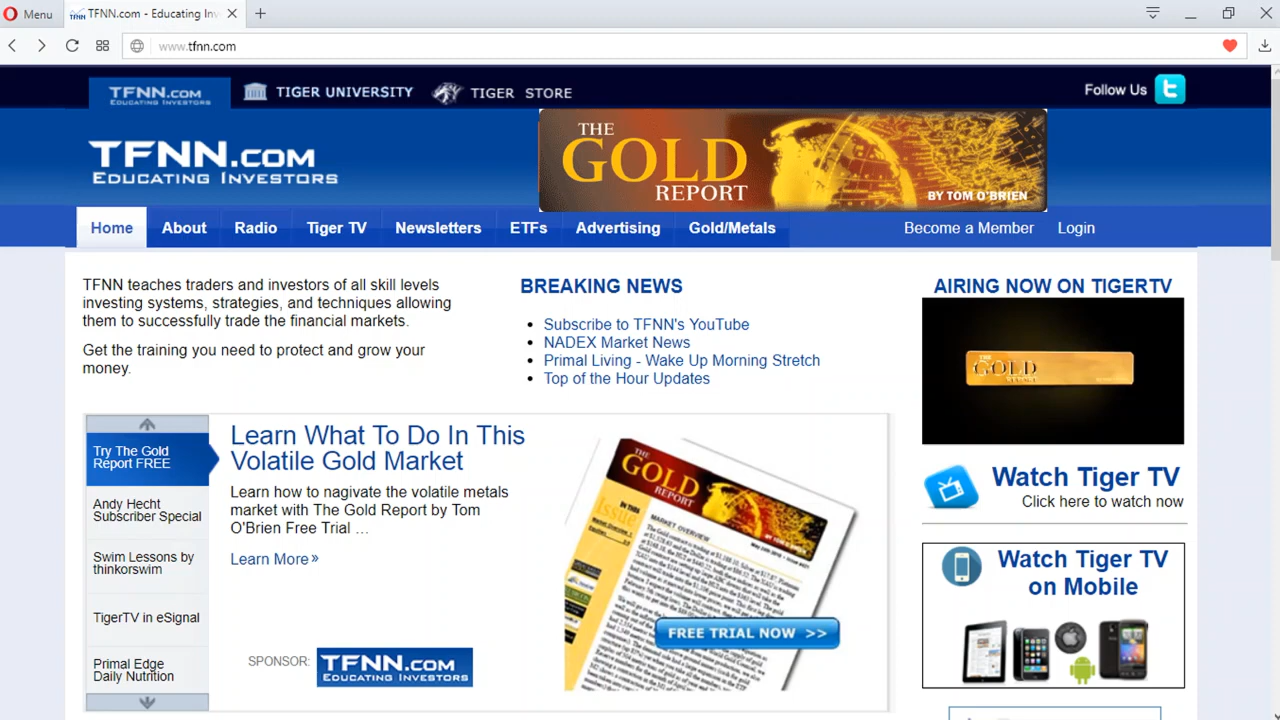 Menu
TFNN.com - Educating Inv
www.tfnn.com
TFNN.COM
EDUCATING INVESTORS
TIGER UNIVERSITY
TIGER STORE
Follow Us
TFNN.COM
EDUCATING INVESTORS
THE
GOLD
REPORT
BY TOM O'BRIEN
Home About Radio Tiger TV Newsletters ETFs Advertising Gold/Metals Become a Member Login
TFNN teaches traders and investors of all skill levels
investing systems, strategies, and techniques allowing
them to successfully trade the financial markets.
Get the training you need to protect and grow your
money.
BREAKING NEWS
Subscribe to TFNN's YouTube
NADEX Market News
Primal Living - Wake Up Morning Stretch
Top of the Hour Updates
AIRING NOW ON TIGERTV
THE
GOLD
REPORT
Watch Tiger TV
Click here to watch now
Watch Tiger TV
on Mobile
Try The Gold
Report FREE
Andy Hecht
Subscriber Special
Swim Lessons by
thinkorswim
TigerTV in eSignal
Primal Edge
Daily Nutrition
Learn What To Do In This
Volatile Gold Market
Learn how to nagivate the volatile metals
market with The Gold Report by Tom
O'Brien Free Trial …
Learn More »
SPONSOR:
TFNN.COM
EDUCATING INVESTORS
THE
GOLD
REPORT
IN THIS
Issue
MARKET OVERVIEW
FREE TRIAL NOW >>